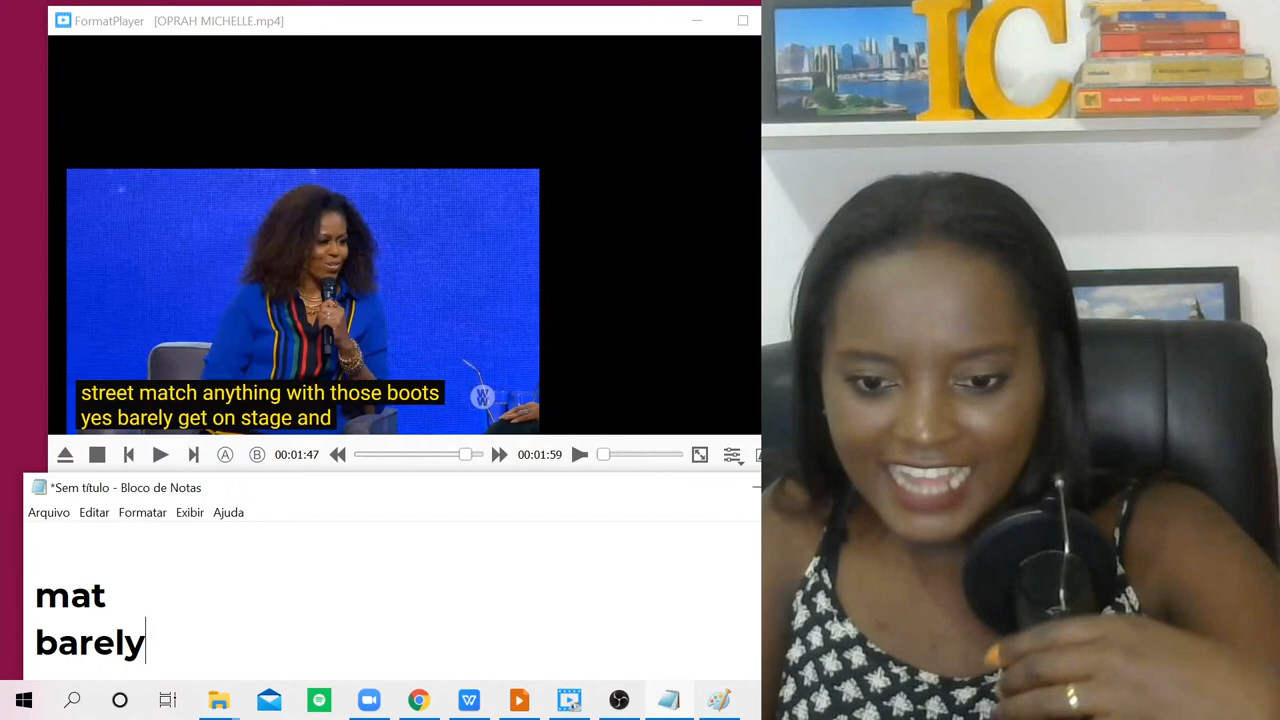 FormatPlayer [OPRAH MICHELLE.mp4]
IC
W
W
street match anything with those boots
yes barely get on stage and
A
B
00:01:47
00:01:59
*Sem título - Bloco de Notas
Arquivo Editar Formatar Exibir Ajuda
mat
barely